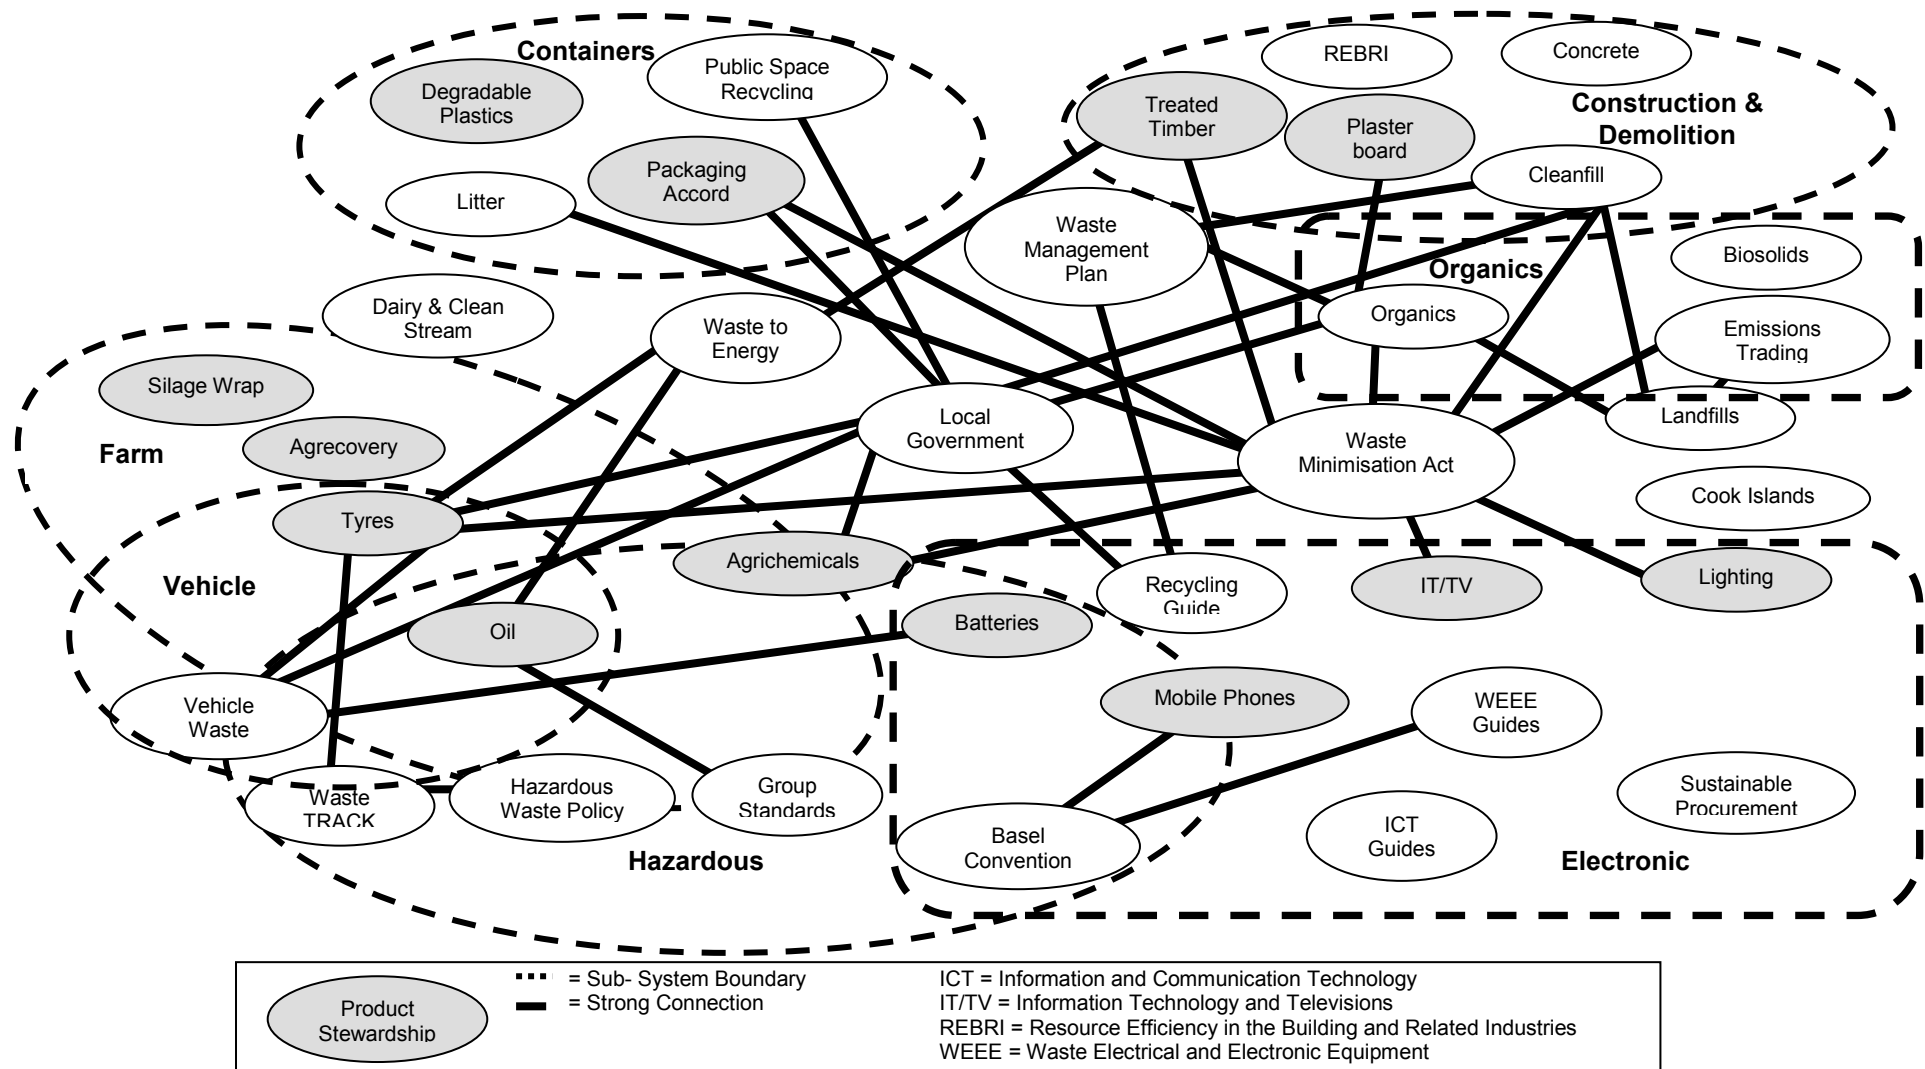 Containers
Public Space
Recycling
Degradable
Plastics
Packaging
Accord
Litter
REBRI
Concrete
Treated
Timber
Plaster
board
Construction &
Demolition
Cleanfill
Waste
Management
Plan
Organics
Biosolids
Organics
Emissions
Trading
Landfills
Dairy & Clean
Stream
Waste to
Energy
Silage Wrap
Agrecovery
Farm
Local
Government
Waste
Minimisation Act
Cook Islands
Tyres
Vehicle
Agrichemicals
Oil
Batteries
Recycling
Guide
IT/TV
Lighting
Vehicle
Waste
Mobile Phones
WEEE
Guides
Waste
TRACK
Hazardous
Waste Policy
Group
Standards
Sustainable
Procurement
Basel
Convention
ICT
Guides
Hazardous
Electronic
Product
Stewardship
= Sub- System Boundary
= Strong Connection
ICT = Information and Communication Technology
IT/TV = Information Technology and Televisions
REBRI = Resource Efficiency in the Building and Related Industries
WEEE = Waste Electrical and Electronic Equipment